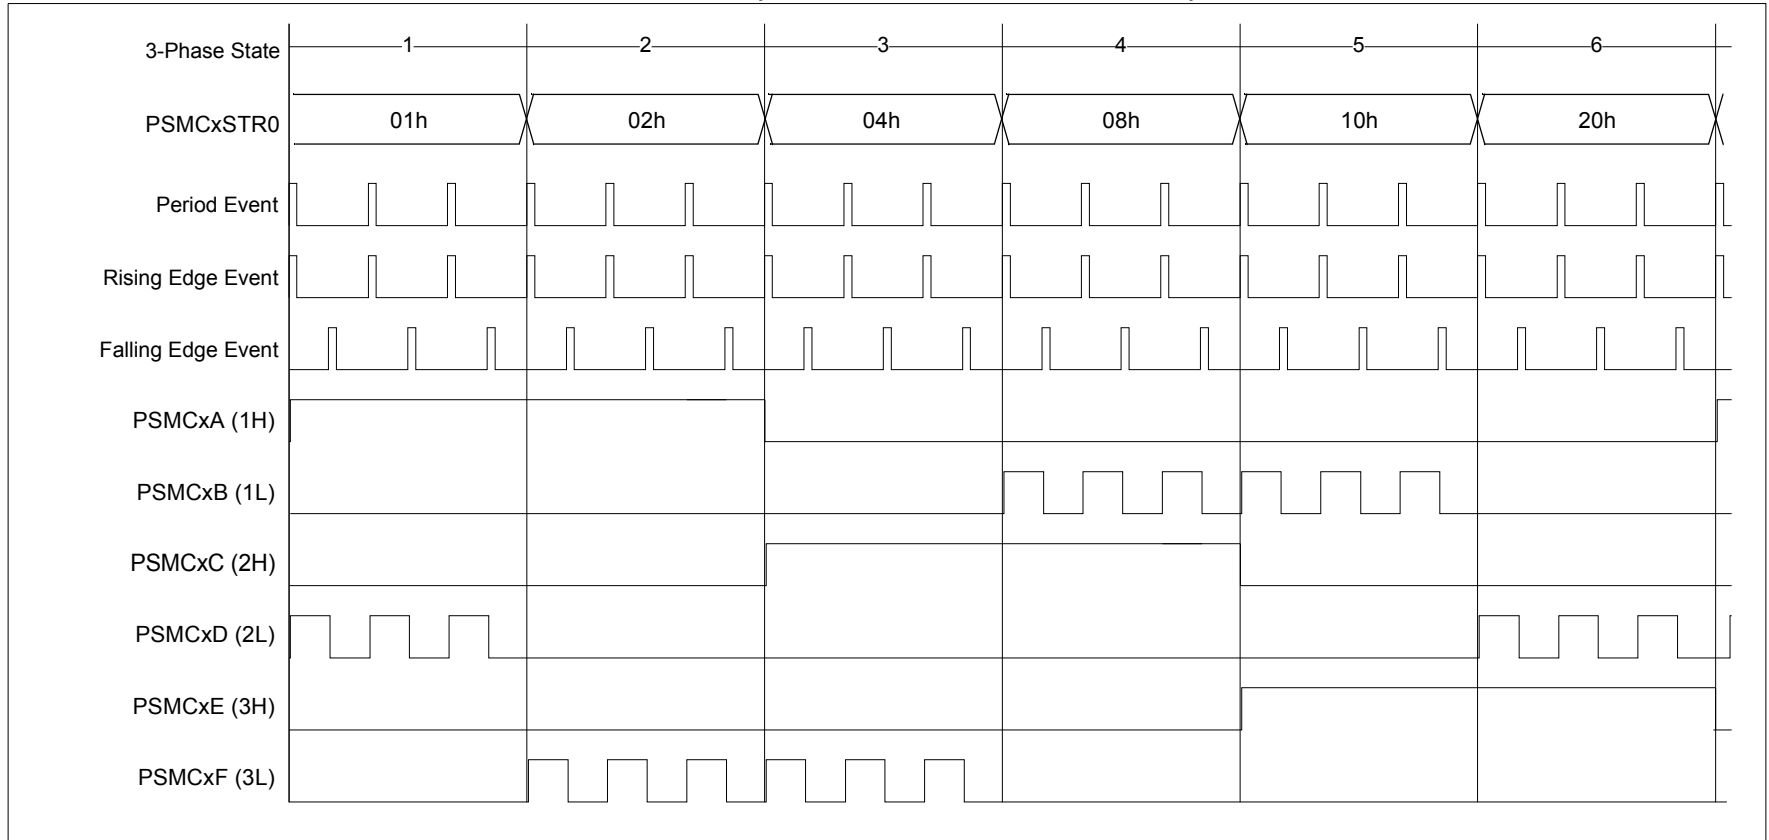 3-Phase State 1 2 3 4 5 6
PSMCxSTR0 01h 02h 04h 08h 10h 20h
Period Event
Rising Edge Event
Falling Edge Event
PSMCxA (1H)
PSMCxB (1L)
PSMCxC (2H)
PSMCxD (2L)
PSMCxE (3H)
PSMCxF (3L)